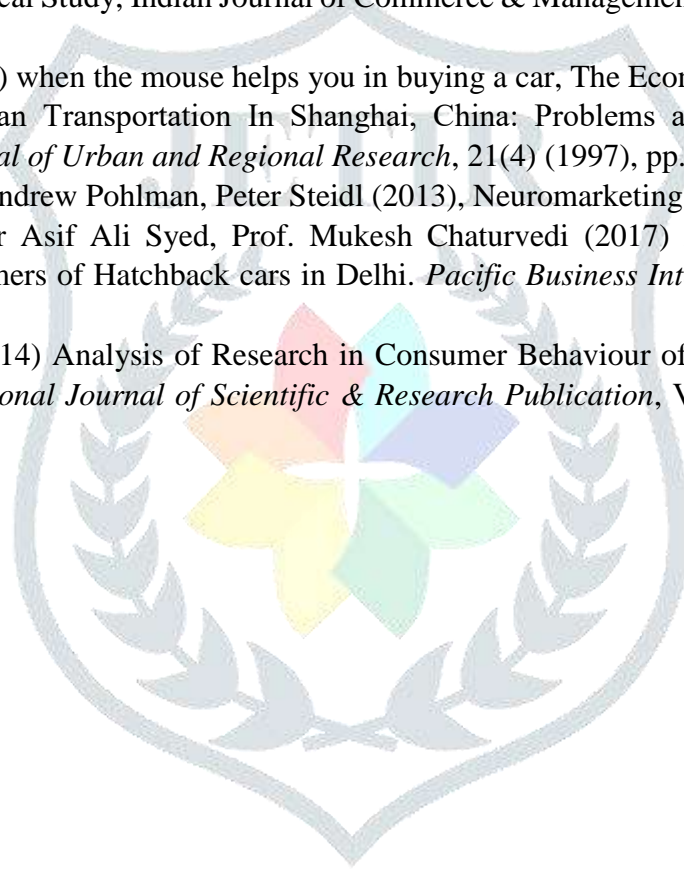 cal Study, Indian Journal of Commerce & Management
) when the mouse helps you in buying a car, The Econ
an Transportation In Shanghai, China: Problems a
al of Urban and Regional Research, 21(4) (1997), pp.
ndrew Pohlman, Peter Steidl (2013), Neuromarketing
r Asif Ali Syed, Prof. Mukesh Chaturvedi (2017)
ners of Hatchback cars in Delhi. Pacific Business Int
14) Analysis of Research in Consumer Behaviour of
onal Journal of Scientific & Research Publication, V
JETIR